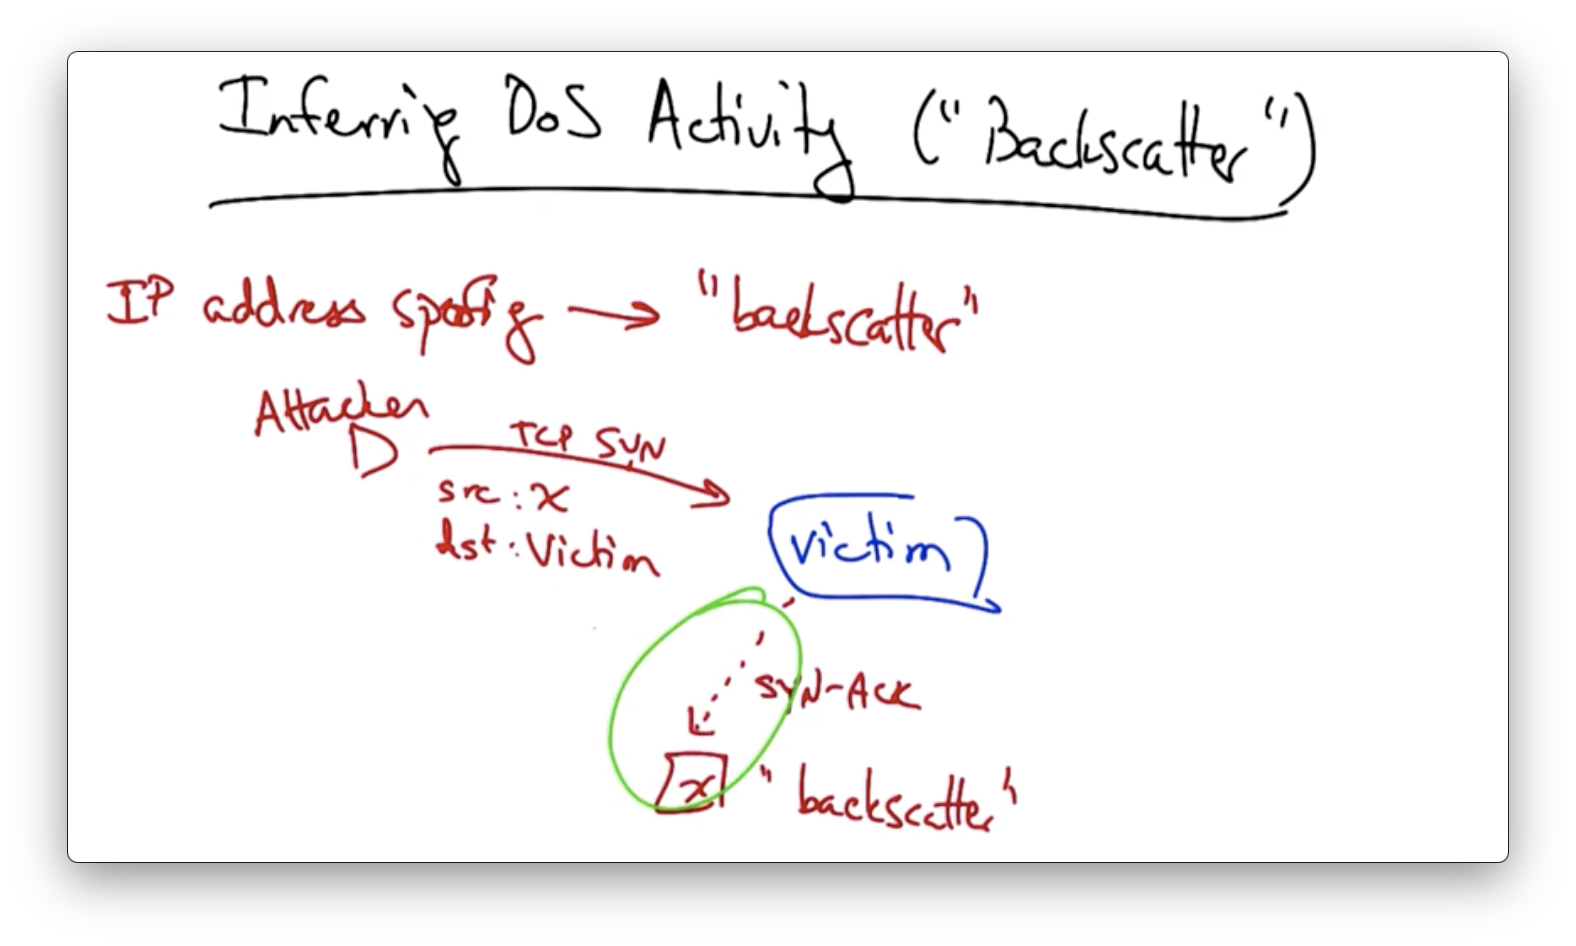 Inferring DoS Activity ("Backscatter")
IP address spoofing → "backscatter"
Attacker
TCP SYN
src: x
dst: Victim
victim
SYN-ACK
x "backscatter"